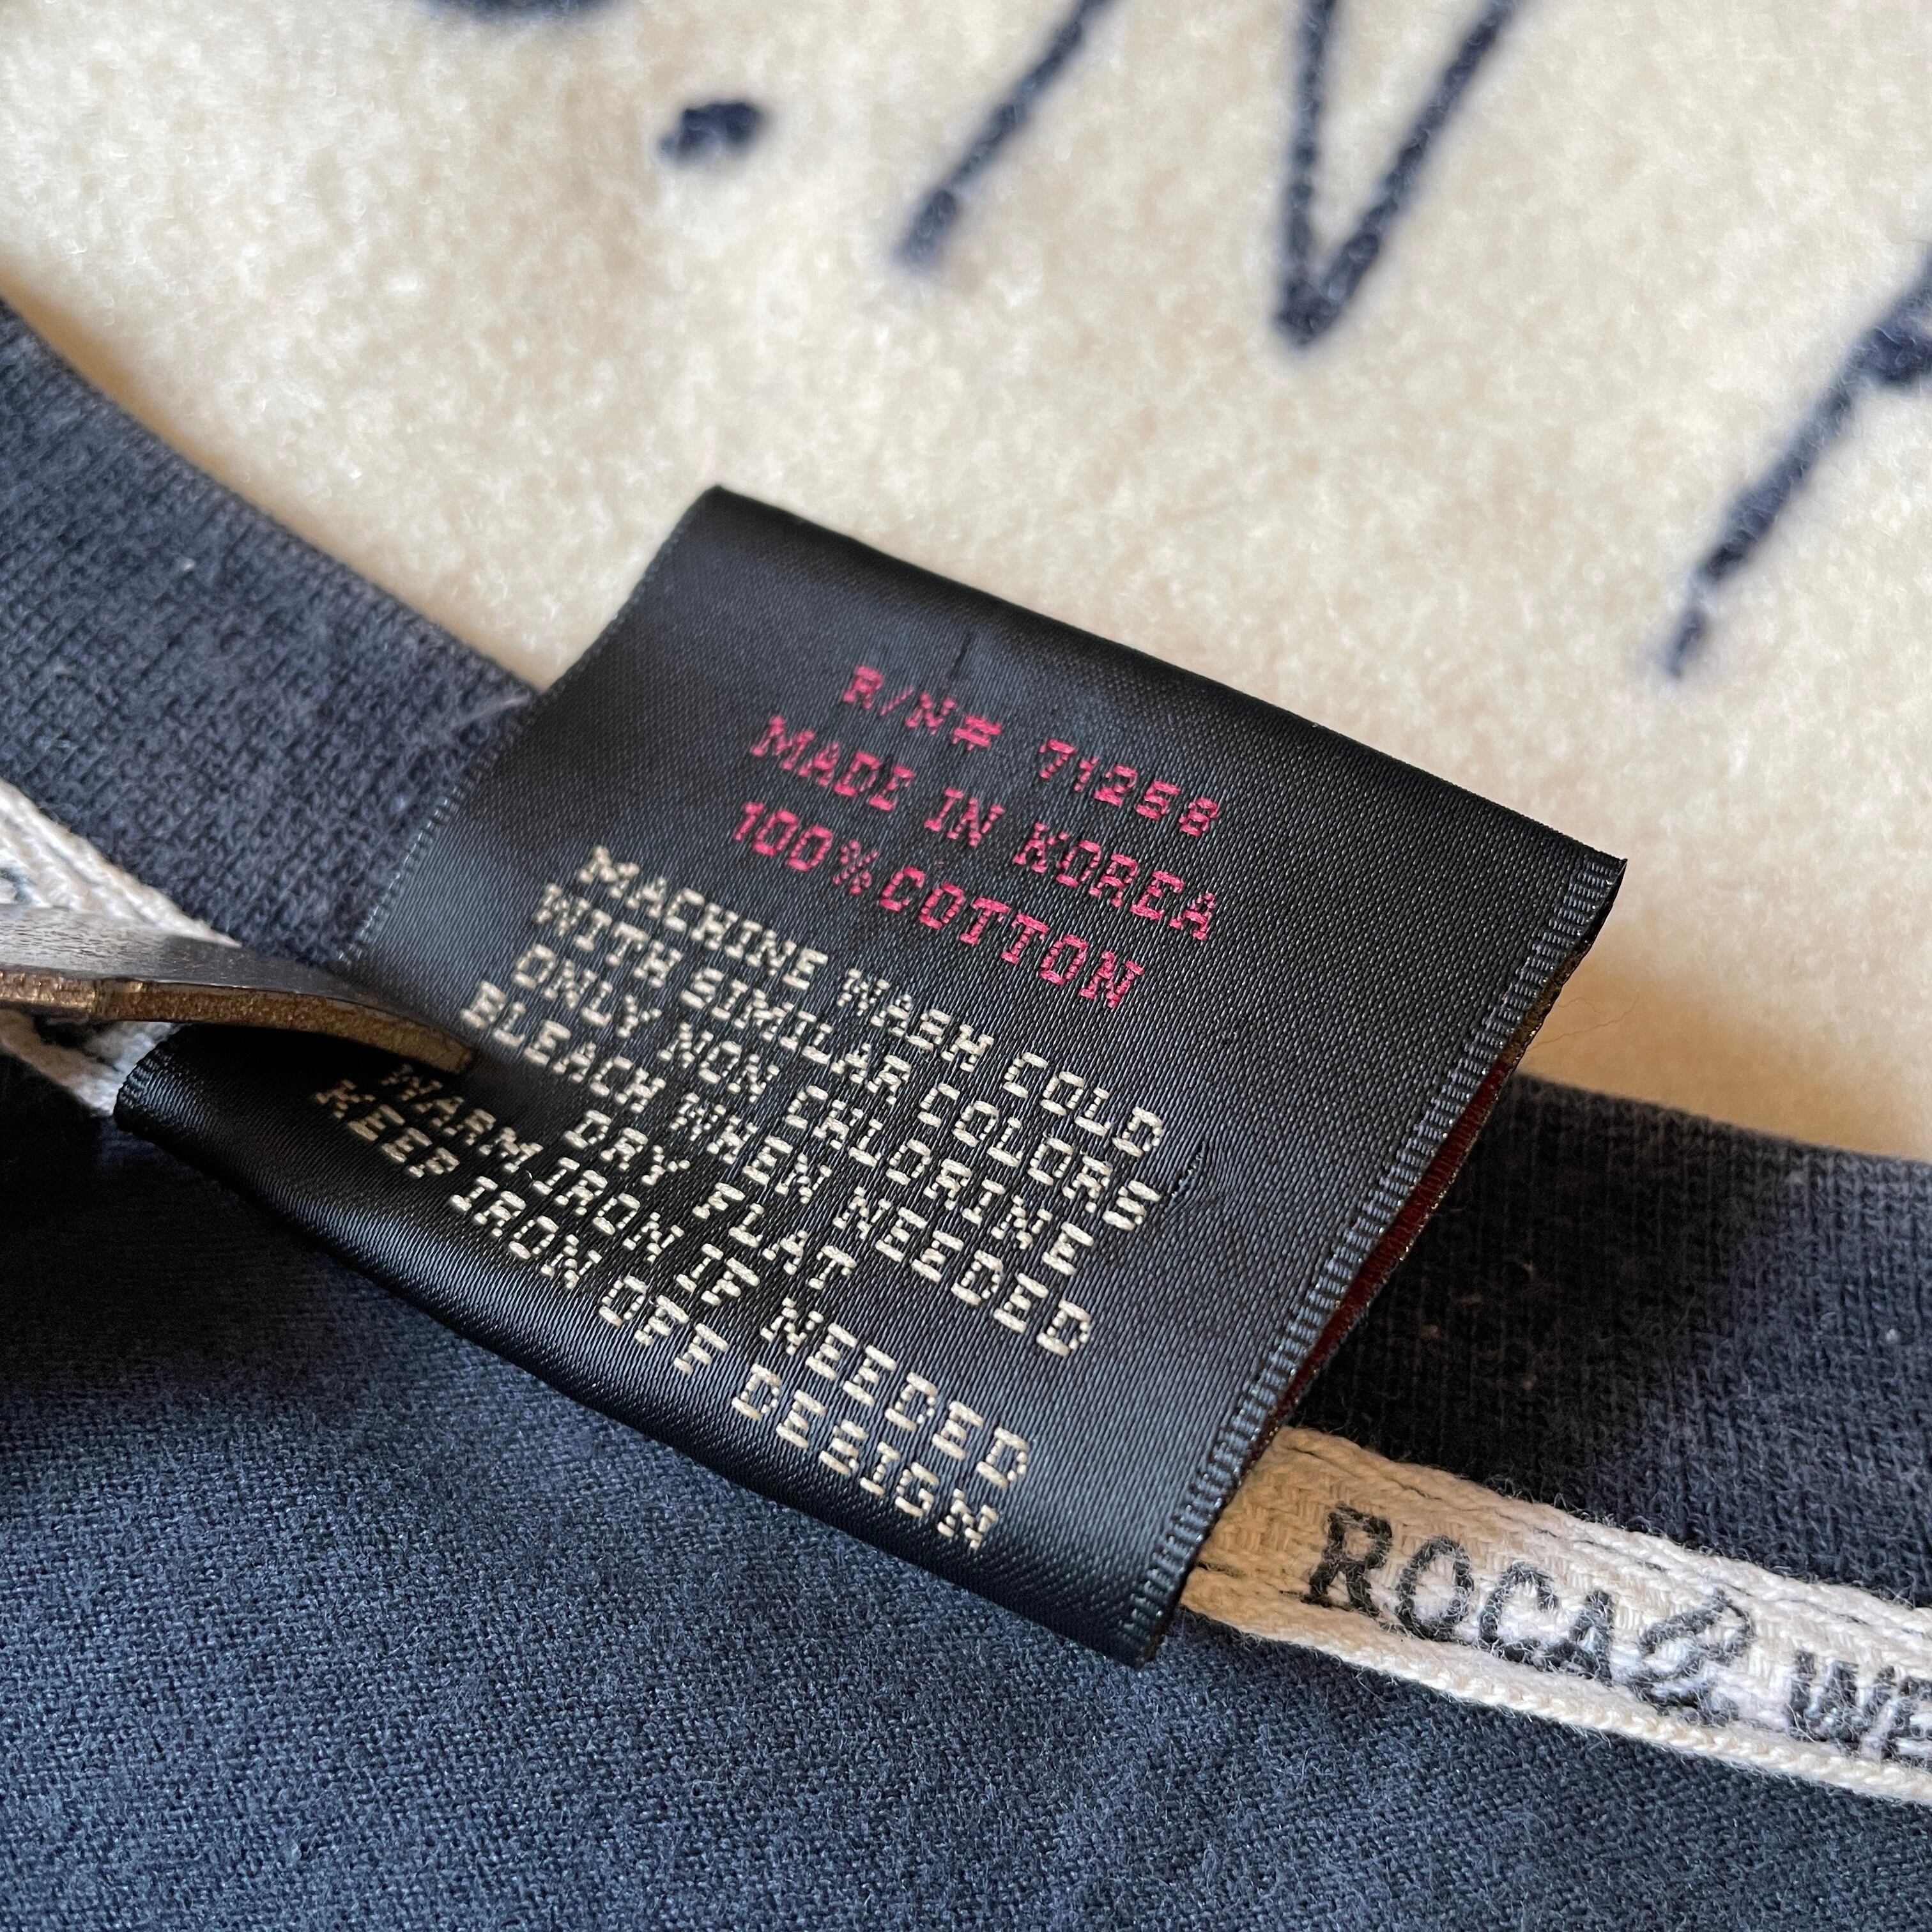 R/N# 71258
MADE IN KOREA
100% COTTON
MACHINE WASH COLD
WITH SIMILAR COLORS
ONLY NON CHLORINE
BLEACH WHEN NEEDED
DRY FLAT
WARM IRON IF NEEDED
KEEP IRON OFF DESIGN
ROCA